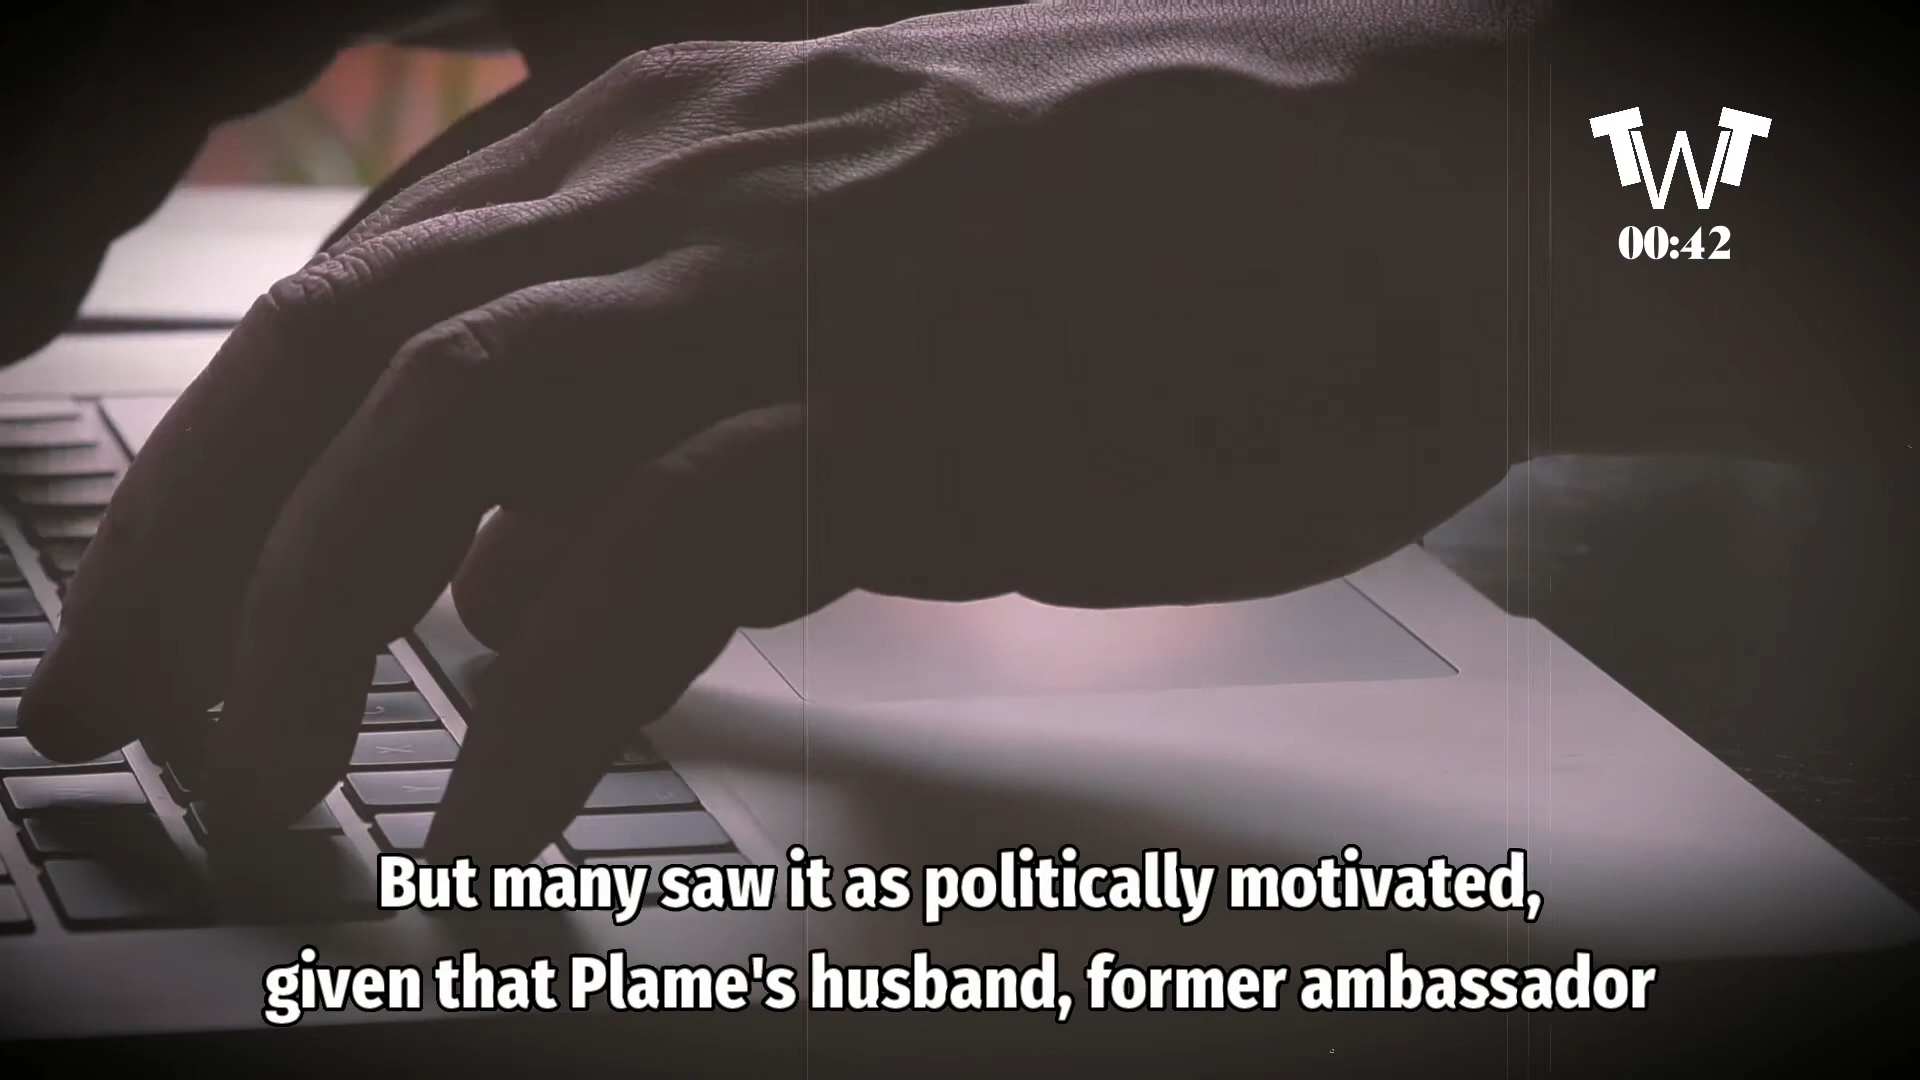 TWT
00:42
But many saw it as politically motivated,
given that Plame's husband, former ambassador